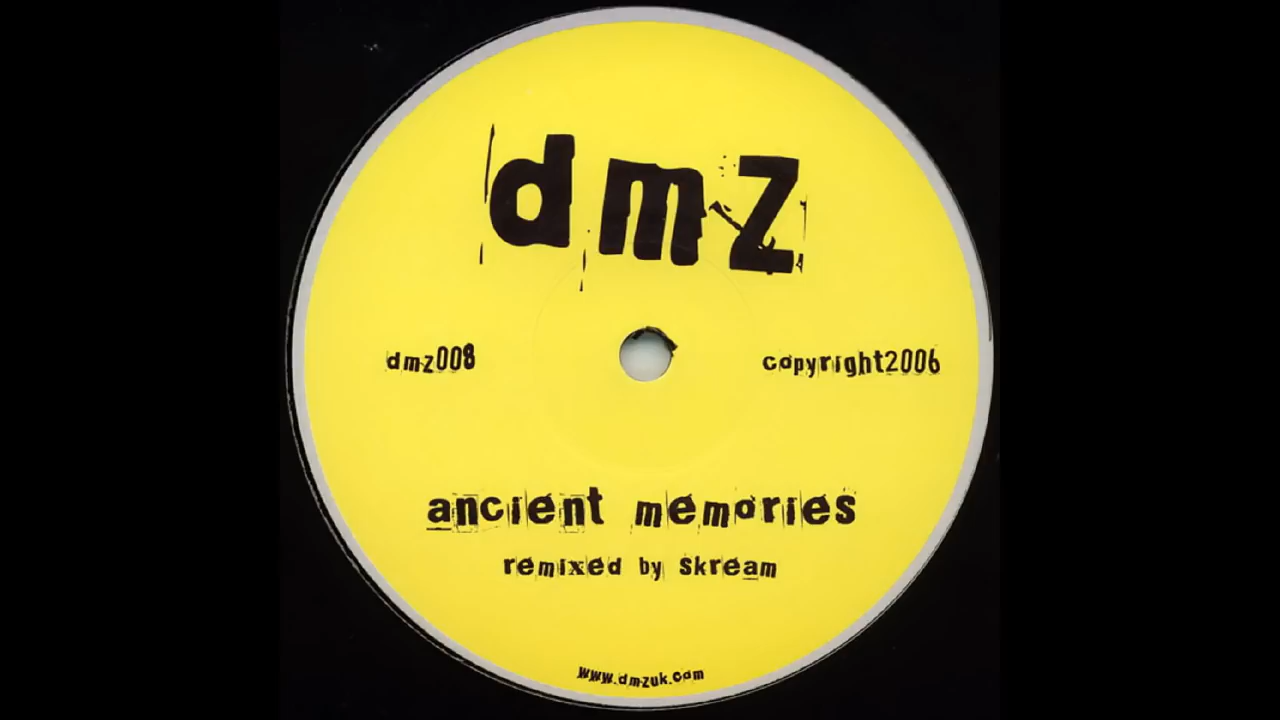 dmz
dmz008
copyright2006
ancient memories
remixed by skream
www.dmzuk.com